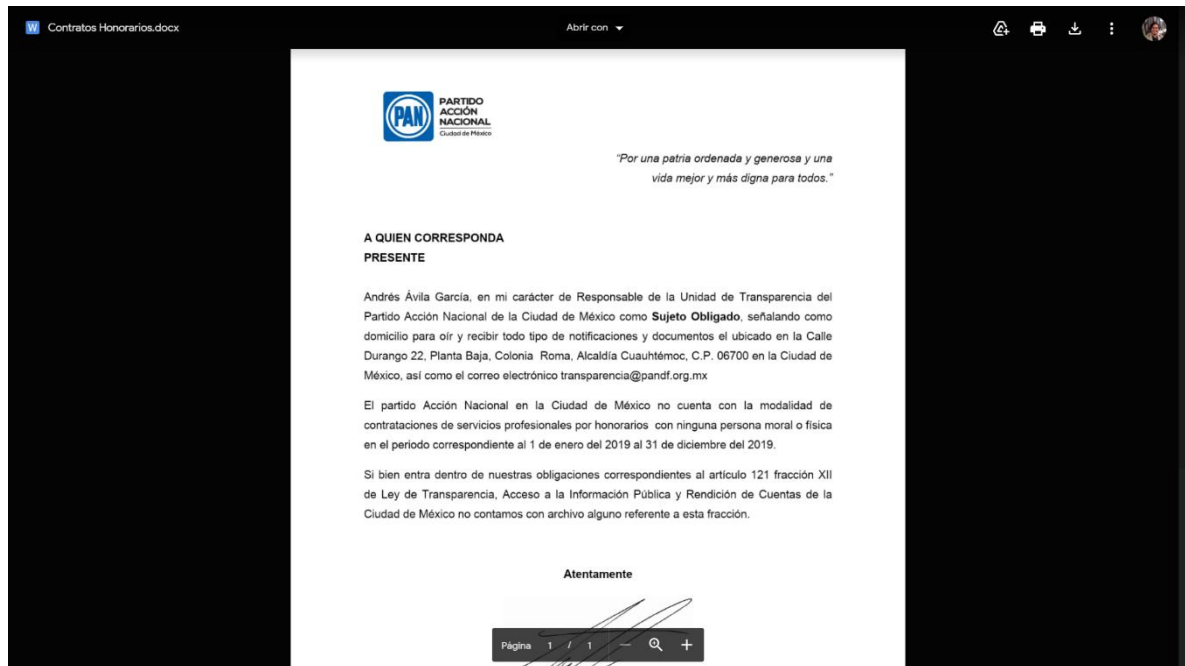 W Contratos Honorarios.docx
Abrir con
PAN
PARTIDO
ACCIÓN
NACIONAL
Ciudad de México
"Por una patria ordenada y generosa y una
vida mejor y más digna para todos."
A QUIEN CORRESPONDA
PRESENTE
Andrés Ávila García, en mi carácter de Responsable de la Unidad de Transparencia del
Partido Acción Nacional de la Ciudad de México como Sujeto Obligado, señalando como
domicilio para oír y recibir todo tipo de notificaciones y documentos el ubicado en la Calle
Durango 22, Planta Baja, Colonia Roma, Alcaldía Cuauhtémoc, C.P. 06700 en la Ciudad de
México, así como el correo electrónico transparencia@pandf.org.mx
El partido Acción Nacional en la Ciudad de México no cuenta con la modalidad de
contrataciones de servicios profesionales por honorarios con ninguna persona moral o física
en el periodo correspondiente al 1 de enero del 2019 al 31 de diciembre del 2019.
Si bien entra dentro de nuestras obligaciones correspondientes al artículo 121 fracción XII
de Ley de Transparencia, Acceso a la Información Pública y Rendición de Cuentas de la
Ciudad de México no contamos con archivo alguno referente a esta fracción.
Atentamente
Página 1 / 1